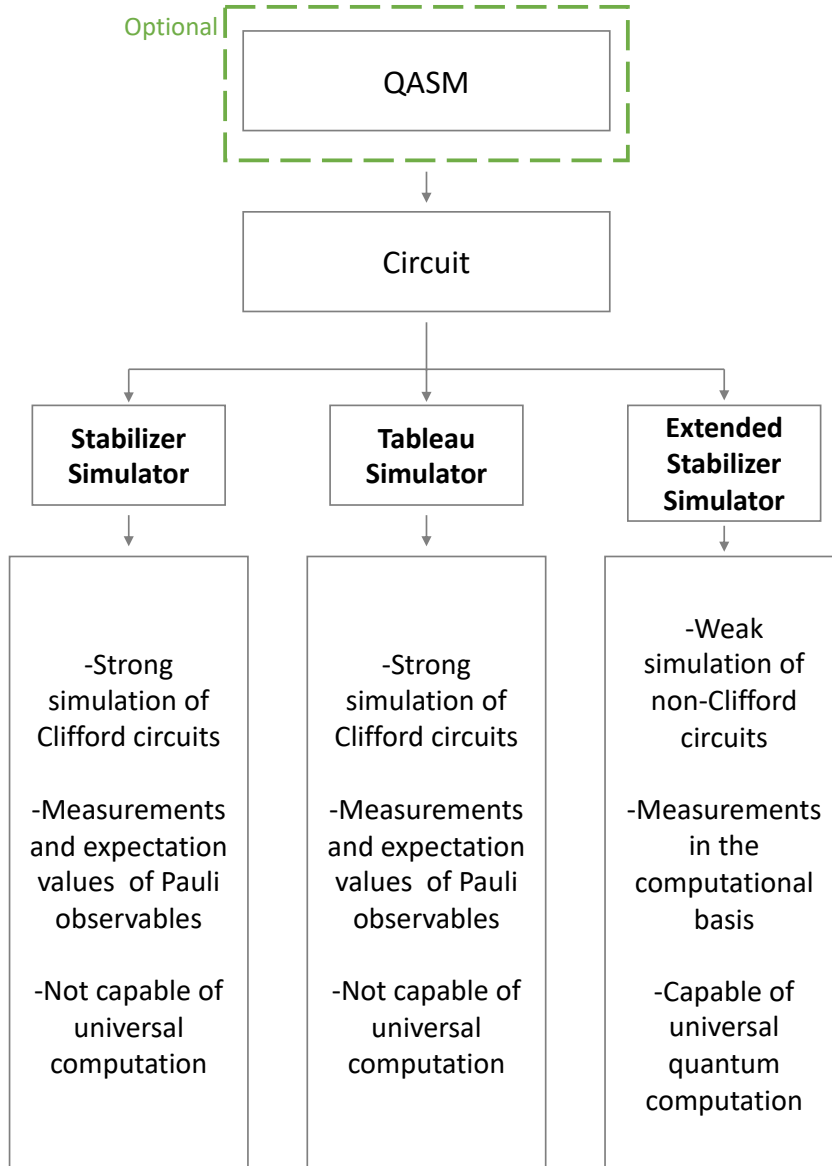 Optional
QASM
Circuit
Stabilizer
Simulator
Tableau
Simulator
Extended
Stabilizer
Simulator
-Strong
simulation of
Clifford circuits
-Measurements
and expectation
values  of Pauli
observables
-Not capable of
universal
computation
-Strong
simulation of
Clifford circuits
-Measurements
and expectation
values  of Pauli
observables
-Not capable of
universal
computation
-Weak
simulation of
non-Clifford
circuits
-Measurements
in the
computational
basis
-Capable of
universal
quantum
computation